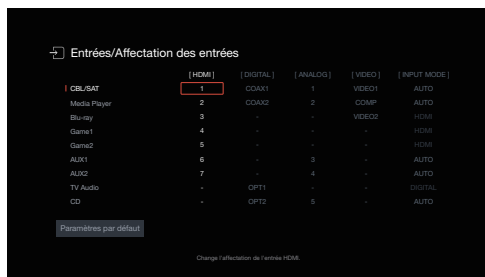 Entrées/Affectation des entrées
[ HDMI ] [ DIGITAL ] [ ANALOG ] [ VIDEO ] [ INPUT MODE ]
CBL/SAT 1 COAX1 1 VIDEO1 AUTO
Media Player 2 COAX2 2 COMP AUTO
Blu-ray 3 - - VIDEO2 HDMI
Game1 4 - - - HDMI
Game2 5 - - - HDMI
AUX1 6 - 3 - AUTO
AUX2 7 - 4 - AUTO
TV Audio - OPT1 - - DIGITAL
CD - OPT2 5 - AUTO
Paramètres par défaut
Change l'affectation de l'entrée HDMI.